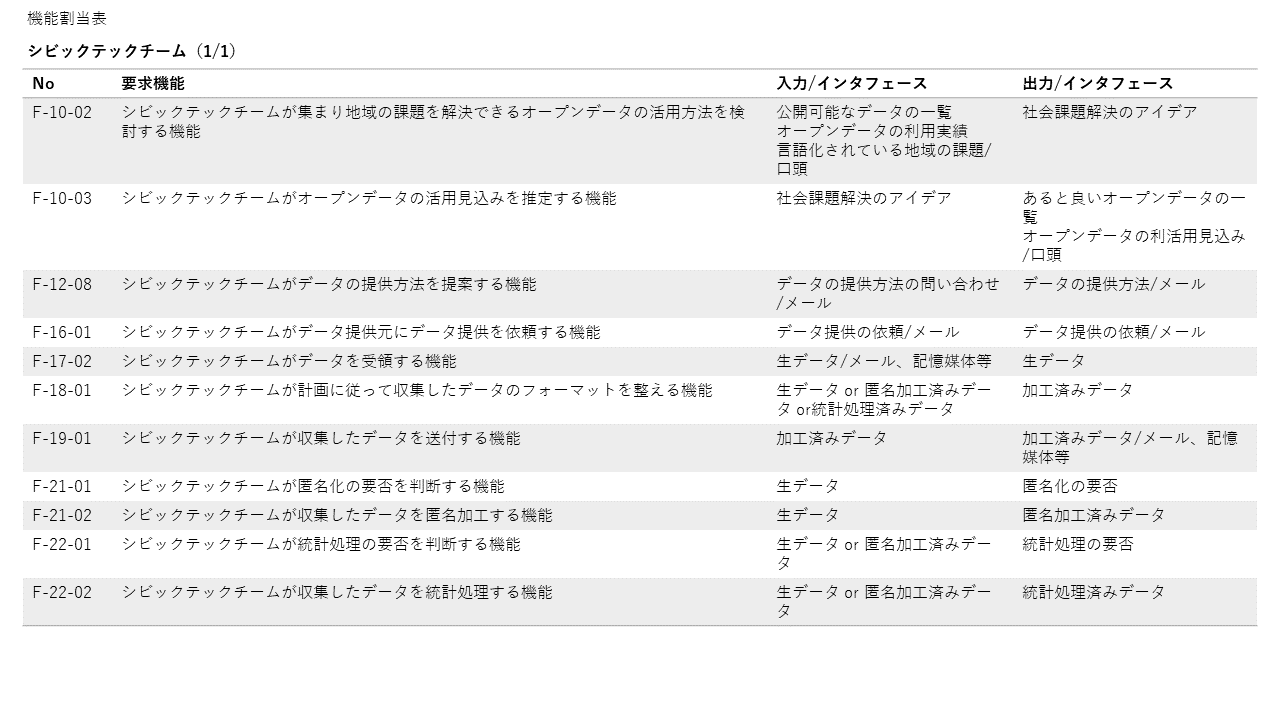 機能割当表
シビックテックチーム（1/1）
No 要求機能 入力/インタフェース 出力/インタフェース
F-10-02 シビックテックチームが集まり地域の課題を解決できるオープンデータの活用方法を検 公開可能なデータの一覧 社会課題解決のアイデア
討する機能 オープンデータの利用実績
言語化されている地域の課題/
口頭
F-10-03 シビックテックチームがオープンデータの活用見込みを推定する機能 社会課題解決のアイデア あると良いオープンデータの一
覧
オープンデータの利活用見込み
/口頭
F-12-08 シビックテックチームがデータの提供方法を提案する機能 データの提供方法の問い合わせ データの提供方法/メール
/メール
F-16-01 シビックテックチームがデータ提供元にデータ提供を依頼する機能 データ提供の依頼/メール データ提供の依頼/メール
F-17-02 シビックテックチームがデータを受領する機能 生データ/メール、記憶媒体等 生データ
F-18-01 シビックテックチームが計画に従って収集したデータのフォーマットを整える機能 生データ or 匿名加工済みデー 加工済みデータ
タ or統計処理済みデータ
F-19-01 シビックテックチームが収集したデータを送付する機能 加工済みデータ 加工済みデータ/メール、記憶
媒体等
F-21-01 シビックテックチームが匿名化の要否を判断する機能 生データ 匿名化の要否
F-21-02 シビックテックチームが収集したデータを匿名加工する機能 生データ 匿名加工済みデータ
F-22-01 シビックテックチームが統計処理の要否を判断する機能 生データ or 匿名加工済みデー 統計処理の要否
タ
F-22-02 シビックテックチームが収集したデータを統計処理する機能 生データ or 匿名加工済みデー 統計処理済みデータ
タ